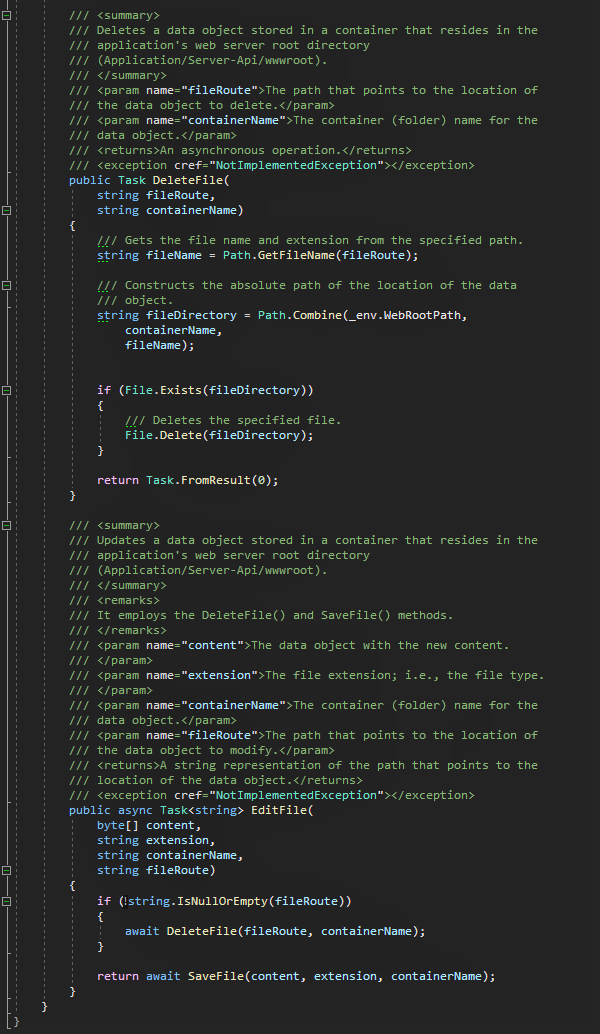 /// <summary>
/// Deletes a data object stored in a container that resides in the
/// application's web server root directory
/// (Application/Server-Api/wwwroot).
/// </summary>
/// <param name="fileRoute">The path that points to the location of
/// the data object to delete.</param>
/// <param name="containerName">The container (folder) name for the
/// data object.</param>
/// <returns>An asynchronous operation.</returns>
/// <exception cref="NotImplementedException"></exception>
public Task DeleteFile(
string fileRoute,
string containerName)
{
/// Gets the file name and extension from the specified path.
string fileName = Path.GetFileName(fileRoute);
/// Constructs the absolute path of the location of the data
/// object.
string fileDirectory = Path.Combine(_env.WebRootPath,
containerName,
fileName);
if (File.Exists(fileDirectory))
{
/// Deletes the specified file.
File.Delete(fileDirectory);
}
return Task.FromResult(0);
}
/// <summary>
/// Updates a data object stored in a container that resides in the
/// application's web server root directory
/// (Application/Server-Api/wwwroot).
/// </summary>
/// <remarks>
/// It employs the DeleteFile() and SaveFile() methods.
/// </remarks>
/// <param name="content">The data object with the new content.
/// </param>
/// <param name="extension">The file extension; i.e., the file type.
/// </param>
/// <param name="containerName">The container (folder) name for the
/// data object.</param>
/// <param name="fileRoute">The path that points to the location of
/// the data object to modify.</param>
/// <returns>A string representation of the path that points to the
/// location of the data object.</returns>
/// <exception cref="NotImplementedException"></exception>
public async Task<string> EditFile(
byte[] content,
string extension,
string containerName,
string fileRoute)
{
if (!string.IsNullOrEmpty(fileRoute))
{
await DeleteFile(fileRoute, containerName);
}
return await SaveFile(content, extension, containerName);
}
}
}